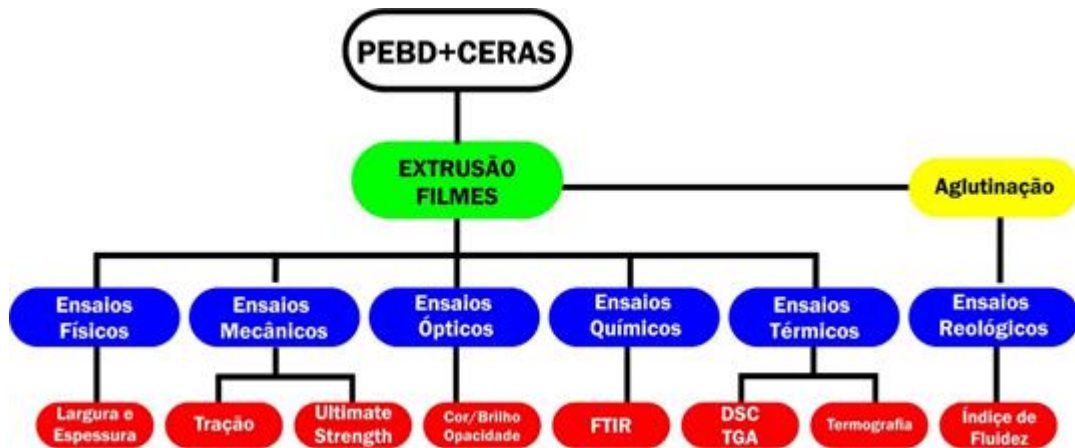 PEBD+CERAS
EXTRUSÃO
FILMES
Aglutinação
Ensaios
Físicos
Ensaios
Mecânicos
Ensaios
Ópticos
Ensaios
Químicos
Ensaios
Térmicos
Ensaios
Reológicos
Largura e
Espessura
Tração
Ultimate
Strength
Cor/Brilho
Opacidade
FTIR
DSC
TGA
Termografia
Índice de
Fluidez